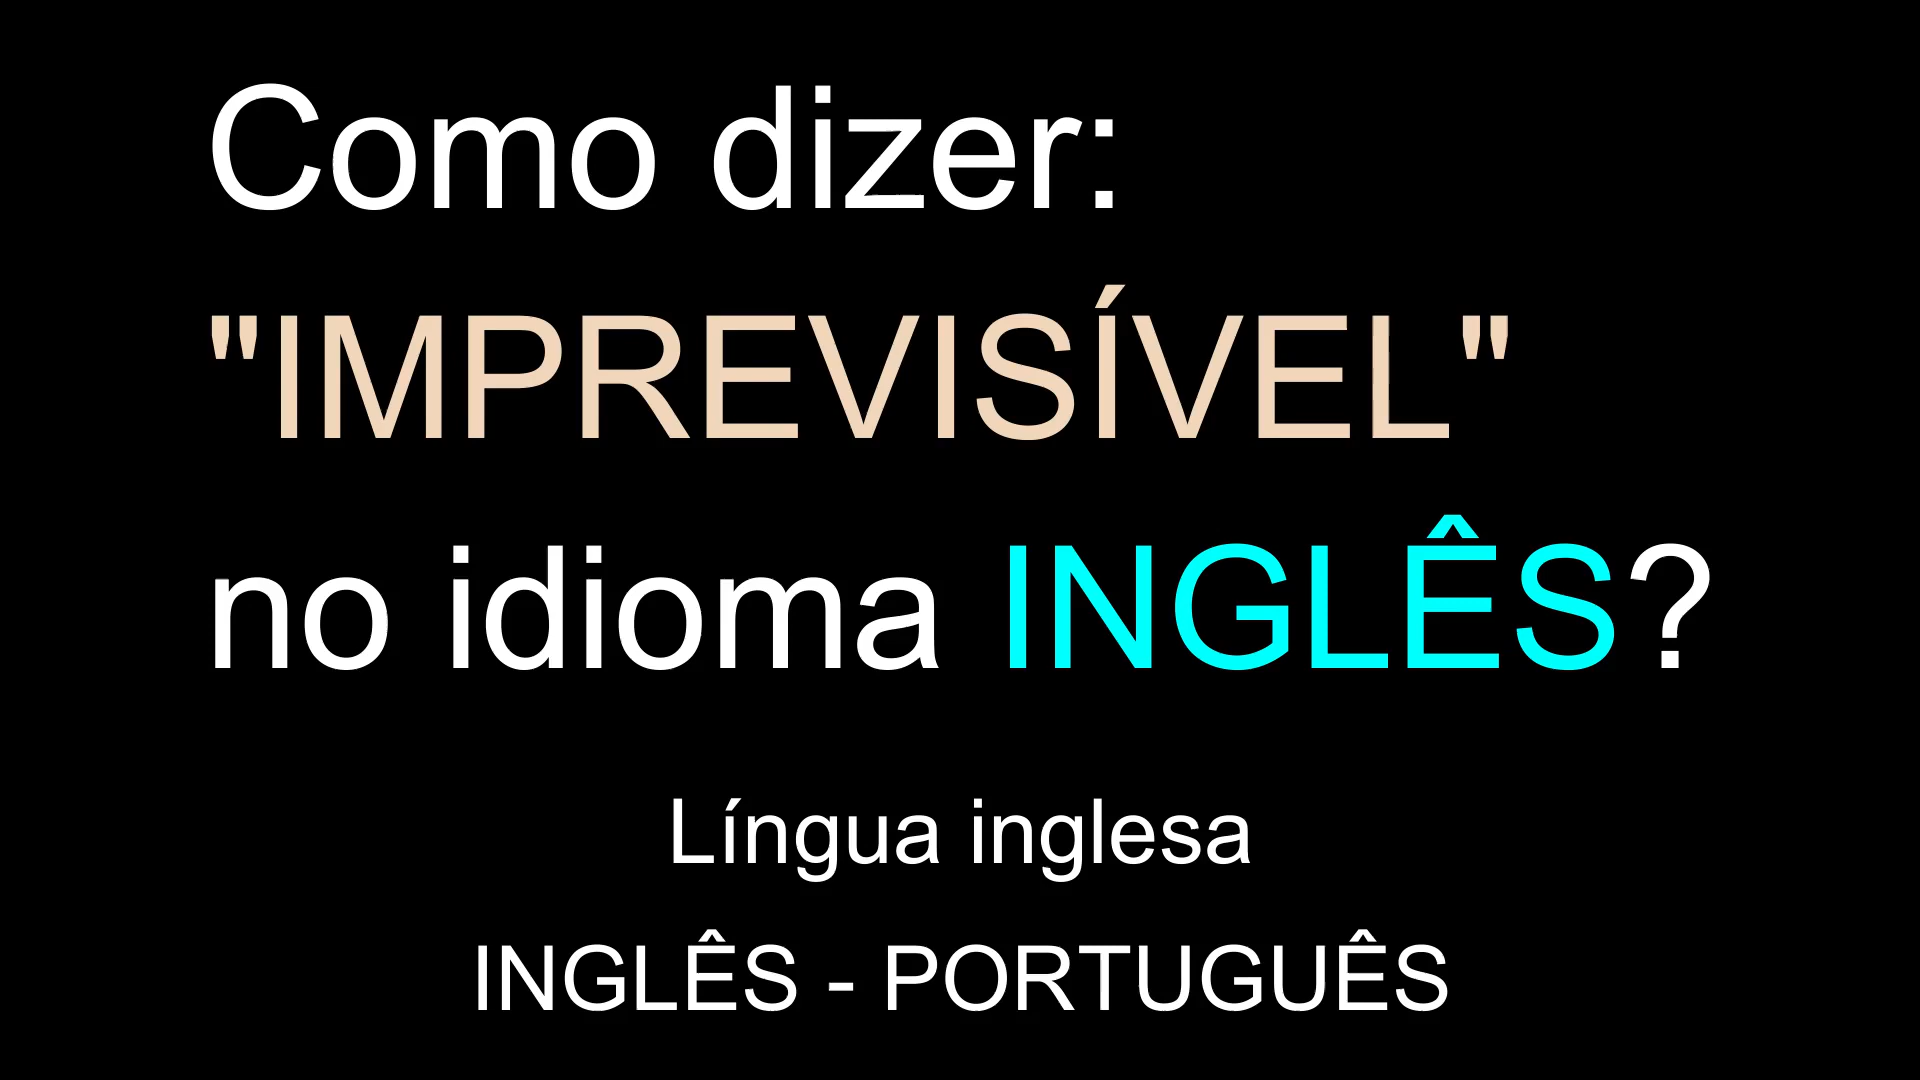 Como dizer:
"IMPREVISÍVEL"
no idioma INGLÊS?
Língua inglesa
INGLÊS - PORTUGUÊS